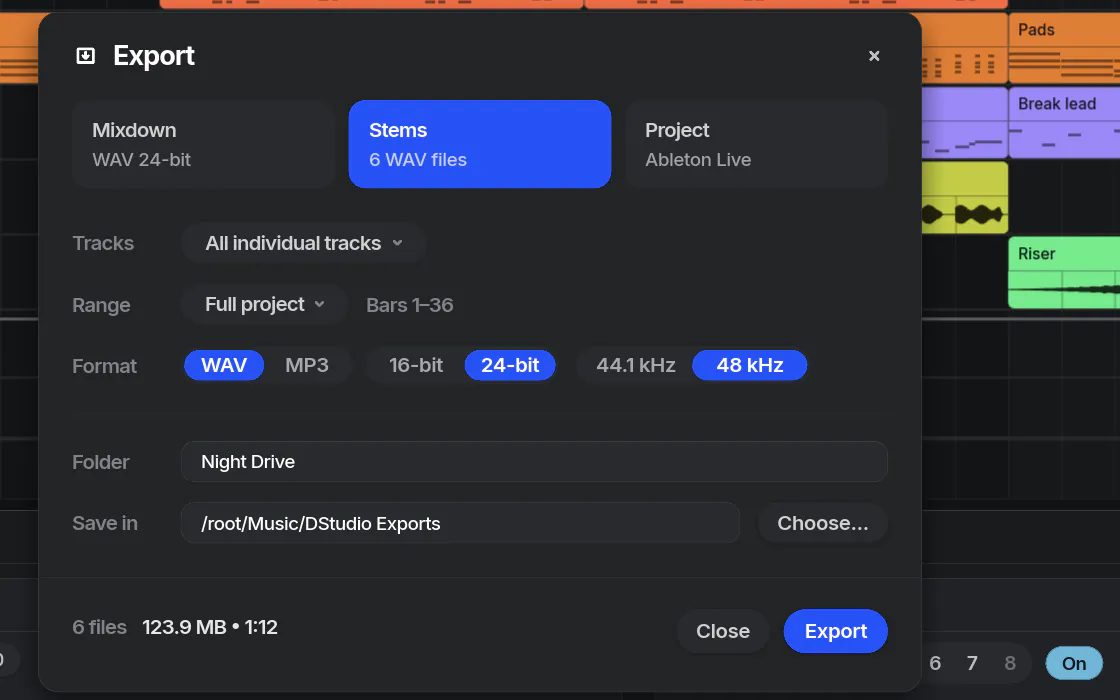 Export
Mixdown
WAV 24-bit
Stems
6 WAV files
Project
Ableton Live
Tracks
All individual tracks
Range
Full project
Bars 1–36
Format
WAV
MP3
16-bit
24-bit
44.1 kHz
48 kHz
Folder
Night Drive
Save in
/root/Music/DStudio Exports
Choose...
6 files
123.9 MB • 1:12
Close
Export
Pads
Break lead
Riser
6
7
8
On